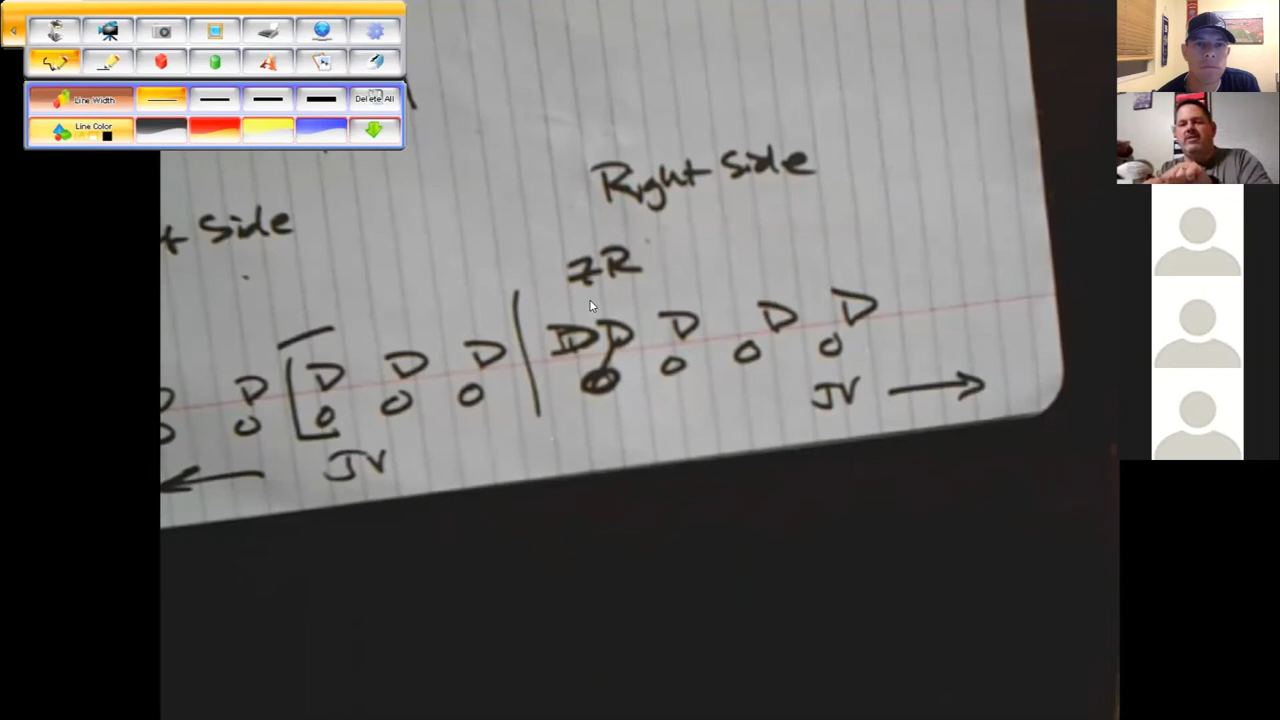 Line Width
Delete All
Line Color
Right Side
t Side
ZR
D D D D D D D D D
O O O O O O O O
JV
JV